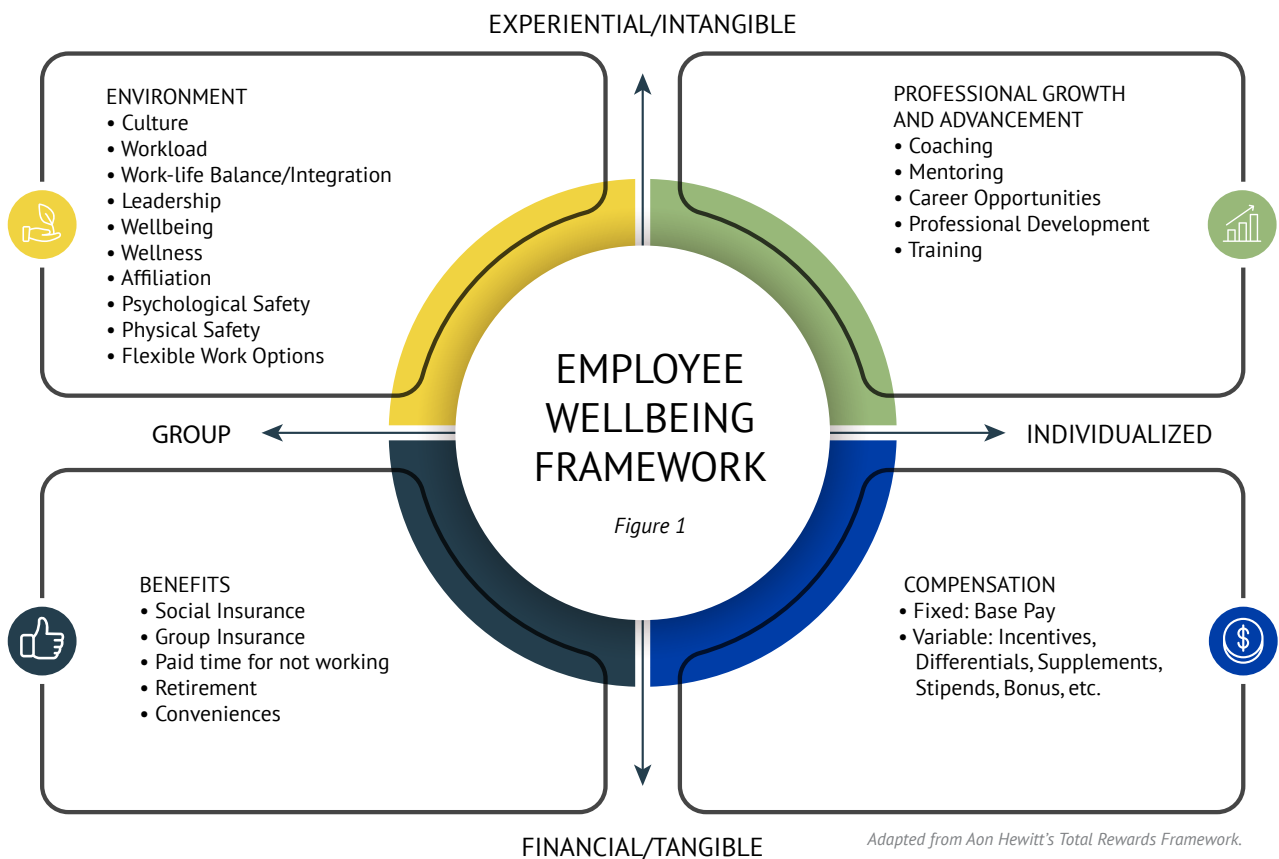 EXPERIENTIAL/INTANGIBLE
ENVIRONMENT
• Culture
• Workload
• Work-life Balance/Integration
• Leadership
• Wellbeing
• Wellness
• Affiliation
• Psychological Safety
• Physical Safety
• Flexible Work Options
PROFESSIONAL GROWTH
AND ADVANCEMENT
• Coaching
• Mentoring
• Career Opportunities
• Professional Development
• Training
EMPLOYEE
WELLBEING
FRAMEWORK
Figure 1
GROUP
INDIVIDUALIZED
BENEFITS
• Social Insurance
• Group Insurance
• Paid time for not working
• Retirement
• Conveniences
COMPENSATION
• Fixed: Base Pay
• Variable: Incentives,
Differentials, Supplements,
Stipends, Bonus, etc.
$
FINANCIAL/TANGIBLE
Adapted from Aon Hewitt's Total Rewards Framework.